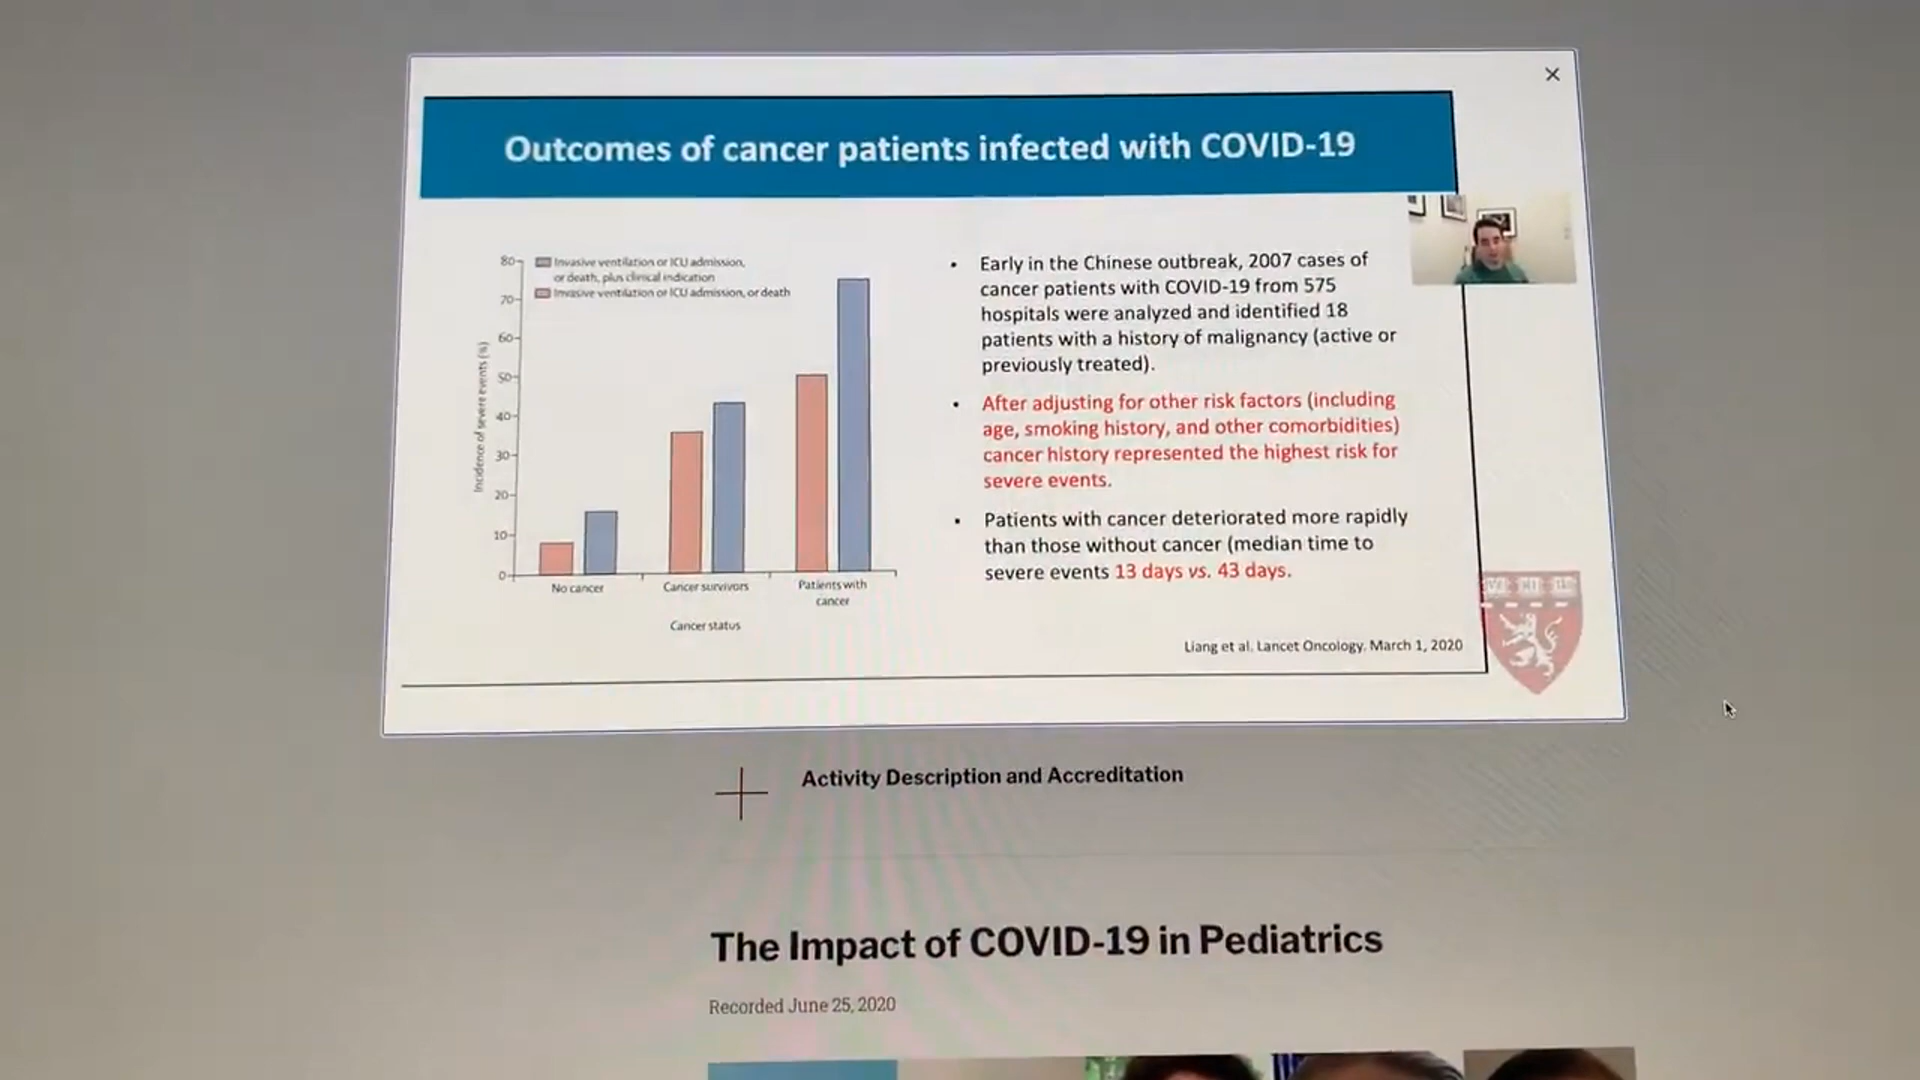 Outcomes of cancer patients infected with COVID-19
80
70
60
50
40
30
20
10
0
Incidence of severe events (%)
Invasive ventilation or ICU admission,
or death, plus clinical indication
Invasive ventilation or ICU admission, or death
No cancer
Cancer survivors
Patients with
cancer
Cancer status
• Early in the Chinese outbreak, 2007 cases of
cancer patients with COVID-19 from 575
hospitals were analyzed and identified 18
patients with a history of malignancy (active or
previously treated).
• After adjusting for other risk factors (including
age, smoking history, and other comorbidities)
cancer history represented the highest risk for
severe events.
• Patients with cancer deteriorated more rapidly
than those without cancer (median time to
severe events 13 days vs. 43 days.
Liang et al. Lancet Oncology. March 1, 2020
Activity Description and Accreditation
The Impact of COVID-19 in Pediatrics
Recorded June 25, 2020